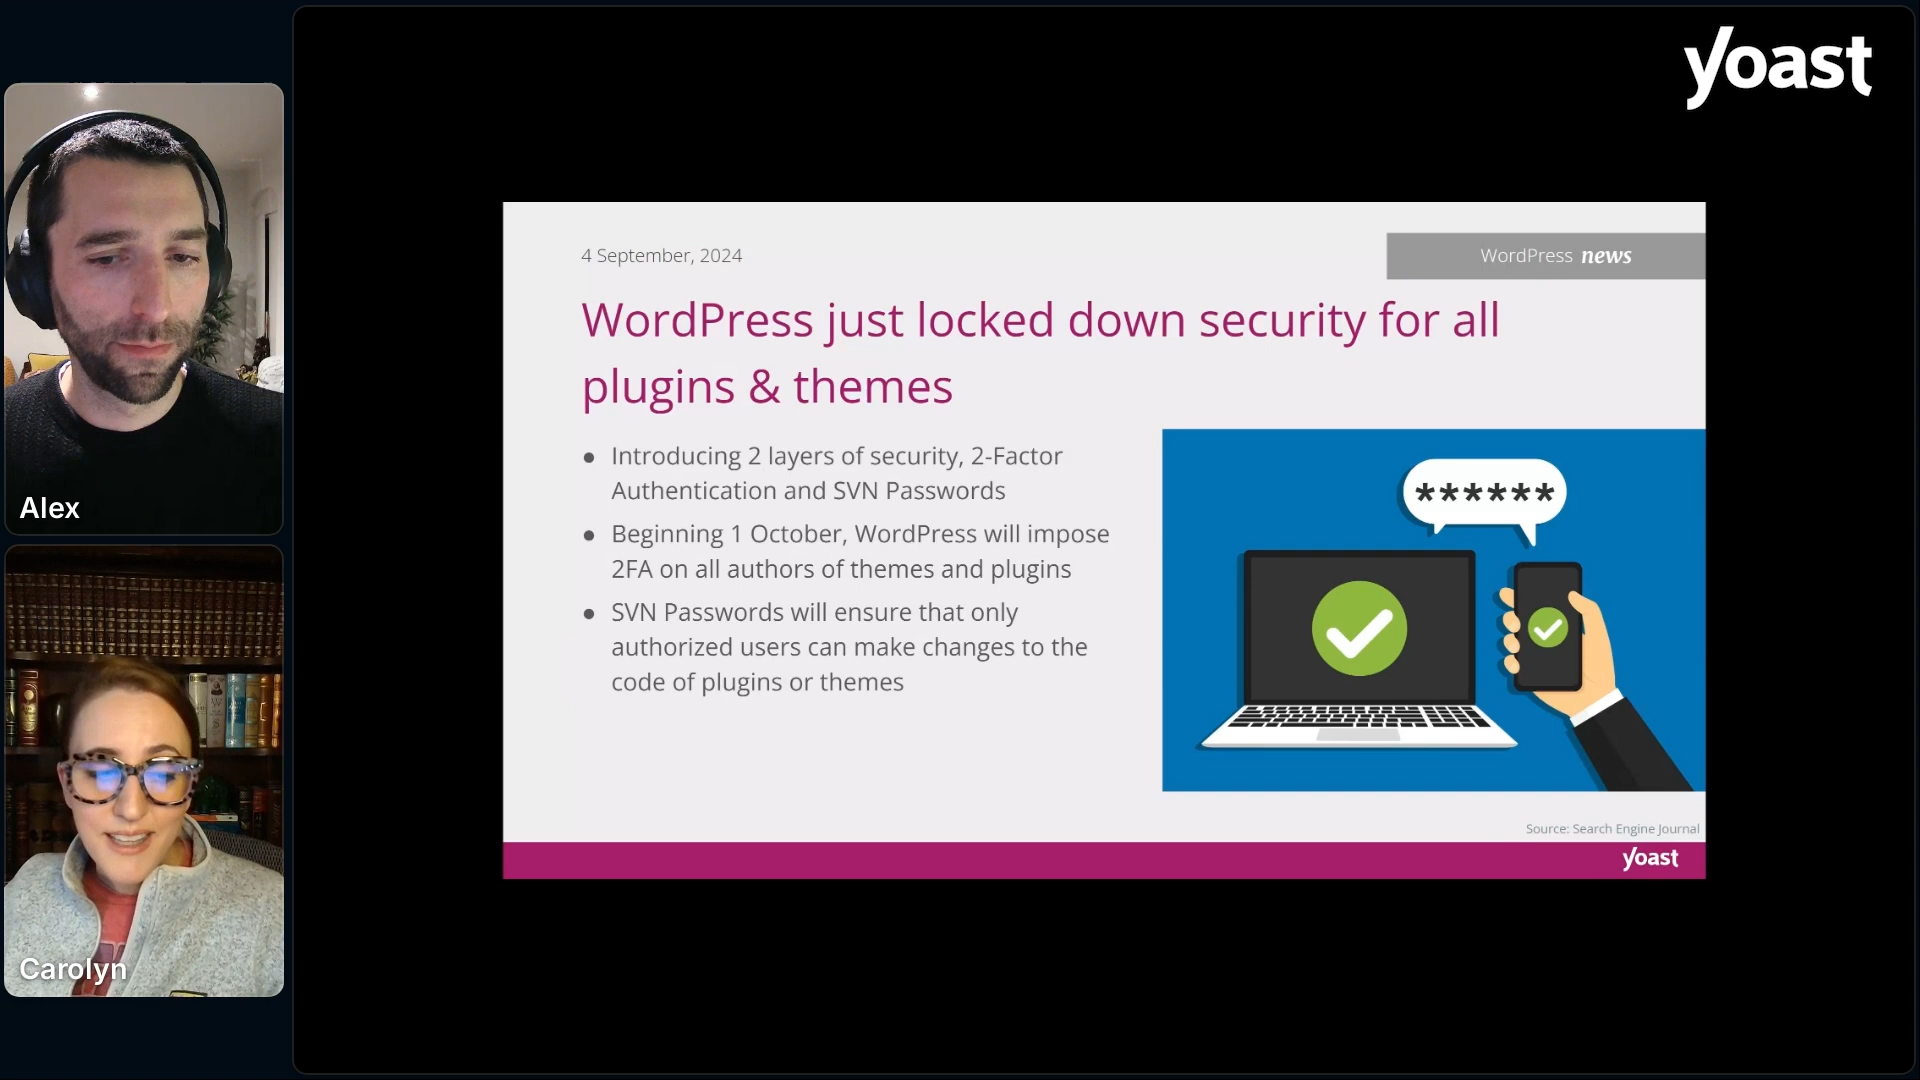 yoast
4 September, 2024
WordPress news
WordPress just locked down security for all
plugins & themes
● Introducing 2 layers of security, 2-Factor
Authentication and SVN Passwords
● Beginning 1 October, WordPress will impose
2FA on all authors of themes and plugins
● SVN Passwords will ensure that only
authorized users can make changes to the
code of plugins or themes
******
Source: Search Engine Journal
yoast
Alex
Carolyn